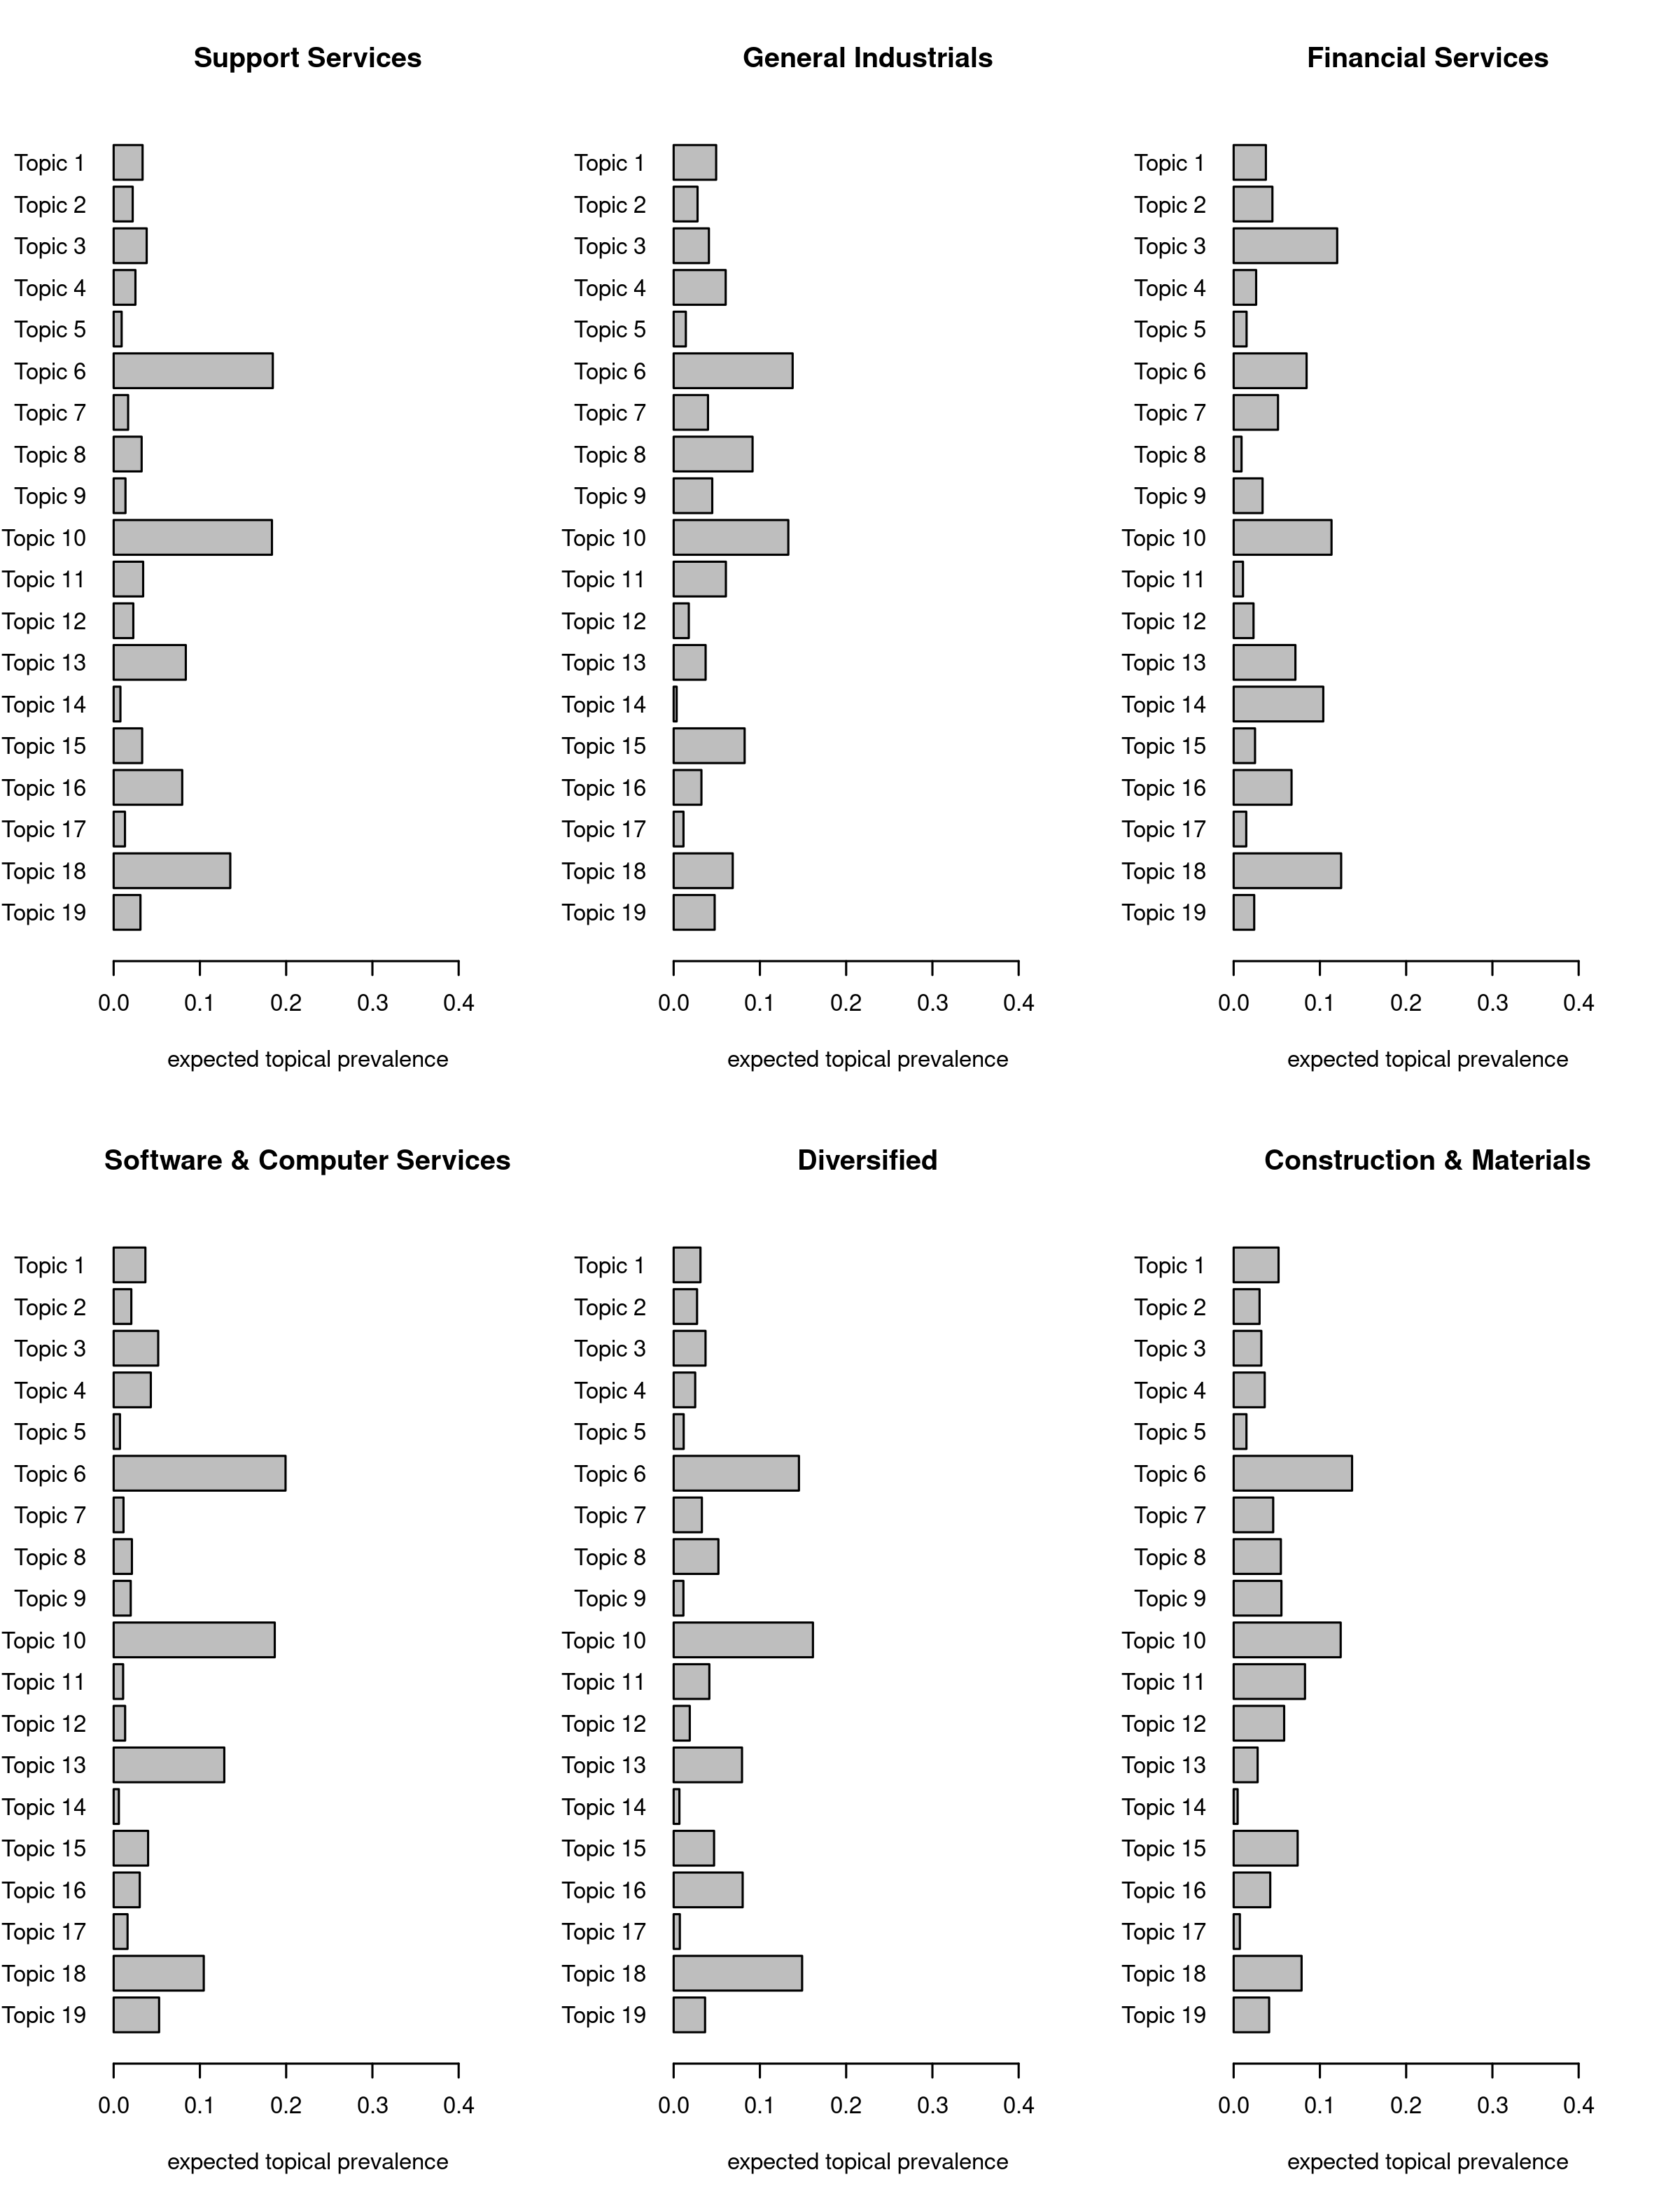 Support Services
Topic 1
Topic 2
Topic 3
Topic 4
Topic 5
Topic 6
Topic 7
Topic 8
Topic 9
Topic 10
Topic 11
Topic 12
Topic 13
Topic 14
Topic 15
Topic 16
Topic 17
Topic 18
Topic 19
0.0 0.1 0.2 0.3 0.4
expected topical prevalence
General Industrials
Topic 1
Topic 2
Topic 3
Topic 4
Topic 5
Topic 6
Topic 7
Topic 8
Topic 9
Topic 10
Topic 11
Topic 12
Topic 13
Topic 14
Topic 15
Topic 16
Topic 17
Topic 18
Topic 19
0.0 0.1 0.2 0.3 0.4
expected topical prevalence
Financial Services
Topic 1
Topic 2
Topic 3
Topic 4
Topic 5
Topic 6
Topic 7
Topic 8
Topic 9
Topic 10
Topic 11
Topic 12
Topic 13
Topic 14
Topic 15
Topic 16
Topic 17
Topic 18
Topic 19
0.0 0.1 0.2 0.3 0.4
expected topical prevalence
Software & Computer Services
Topic 1
Topic 2
Topic 3
Topic 4
Topic 5
Topic 6
Topic 7
Topic 8
Topic 9
Topic 10
Topic 11
Topic 12
Topic 13
Topic 14
Topic 15
Topic 16
Topic 17
Topic 18
Topic 19
0.0 0.1 0.2 0.3 0.4
expected topical prevalence
Diversified
Topic 1
Topic 2
Topic 3
Topic 4
Topic 5
Topic 6
Topic 7
Topic 8
Topic 9
Topic 10
Topic 11
Topic 12
Topic 13
Topic 14
Topic 15
Topic 16
Topic 17
Topic 18
Topic 19
0.0 0.1 0.2 0.3 0.4
expected topical prevalence
Construction & Materials
Topic 1
Topic 2
Topic 3
Topic 4
Topic 5
Topic 6
Topic 7
Topic 8
Topic 9
Topic 10
Topic 11
Topic 12
Topic 13
Topic 14
Topic 15
Topic 16
Topic 17
Topic 18
Topic 19
0.0 0.1 0.2 0.3 0.4
expected topical prevalence